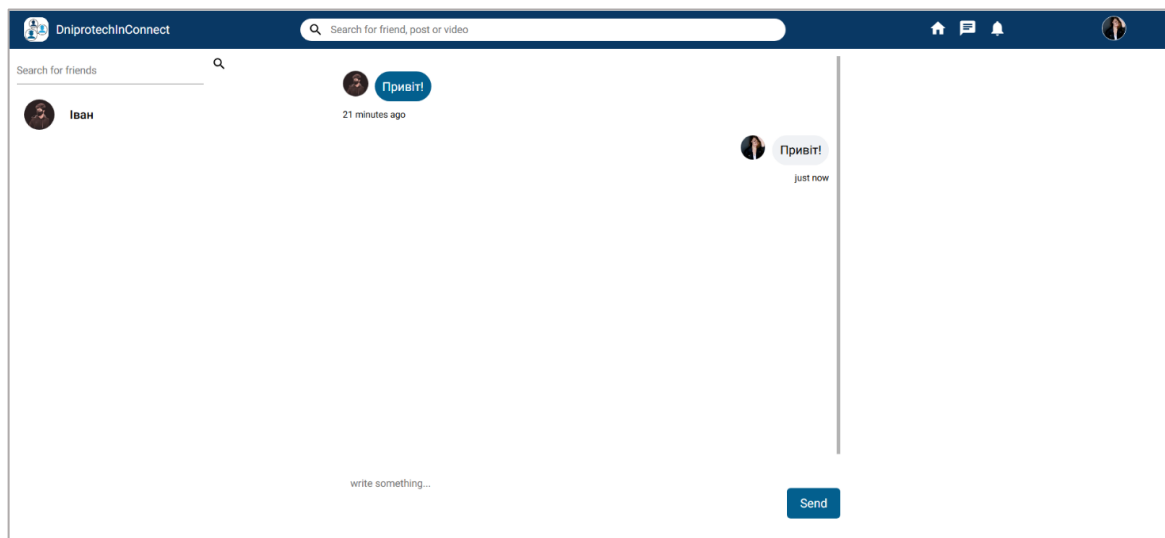 DniprotechInConnect
Search for friend, post or video
Search for friends
Іван
Привіт!
21 minutes ago
Привіт!
just now
write something...
Send